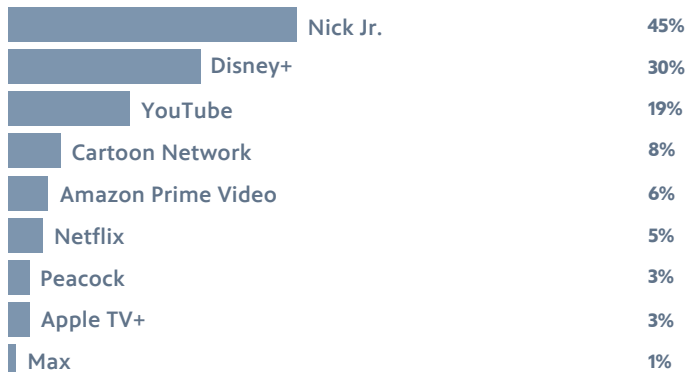 Nick Jr. 45%
Disney+ 30%
YouTube 19%
Cartoon Network 8%
Amazon Prime Video 6%
Netflix 5%
Peacock 3%
Apple TV+ 3%
Max 1%